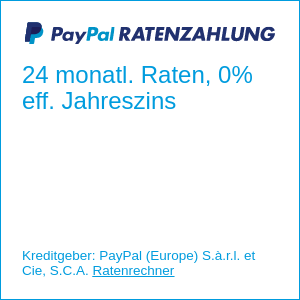 PayPal RATENZAHLUNG
24 monatl. Raten, 0%
eff. Jahreszins
Kreditgeber: PayPal (Europe) S.à.r.l. et
Cie, S.C.A. Ratenrechner